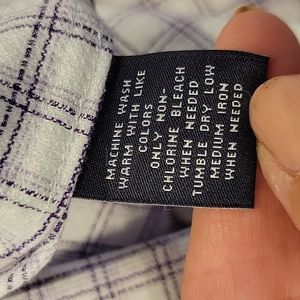 MACHINE WASH
WARM WITH LIKE
COLORS
ONLY NON-
CHLORINE BLEACH
WHEN NEEDED
TUMBLE DRY LOW
MEDIUM IRON
WHEN NEEDED